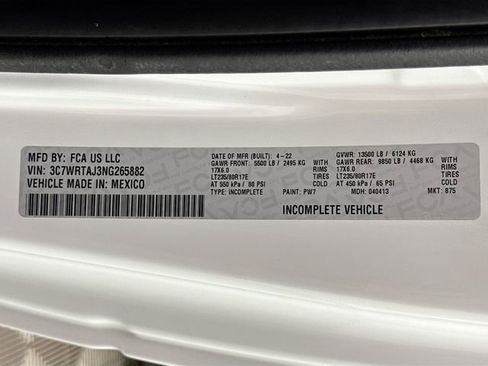 MFD BY: FCA US LLC
VIN: 3C7WRTAJ3NG265882
VEHICLE MADE IN: MEXICO
DATE OF MFR (BUILT): 4-22 GVWR: 13500 LB / 6124 KG
GAWR FRONT: 5500 LB / 2495 KG WITH GAWR REAR: 9850 LB / 4468 KG WITH
17X6.0 RIMS 17X6.0 RIMS
LT235/80R17E TIRES LT235/80R17E TIRES
AT 550 kPa / 80 PSI AT 450 kPa / 65 PSI
TYPE: INCOMPLETE PAINT: PW7 MDH: 040413 MKT: 875
INCOMPLETE VEHICLE